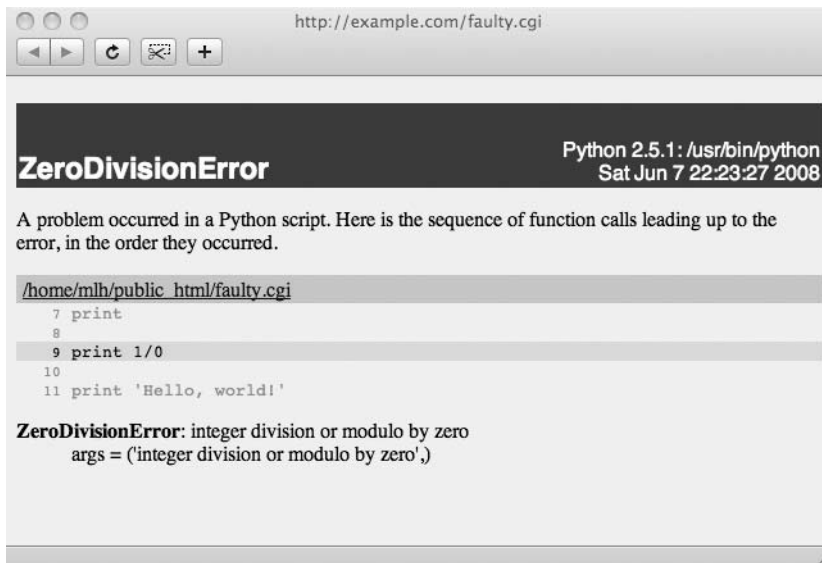 http://example.com/faulty.cgi
ZeroDivisionError
Python 2.5.1: /usr/bin/python
Sat Jun 7 22:23:27 2008
A problem occurred in a Python script. Here is the sequence of function calls leading up to the
error, in the order they occurred.
/home/mlh/public_html/faulty.cgi
7 print
8
9 print 1/0
10
11 print 'Hello, world!'
ZeroDivisionError: integer division or modulo by zero
args = ('integer division or modulo by zero',)